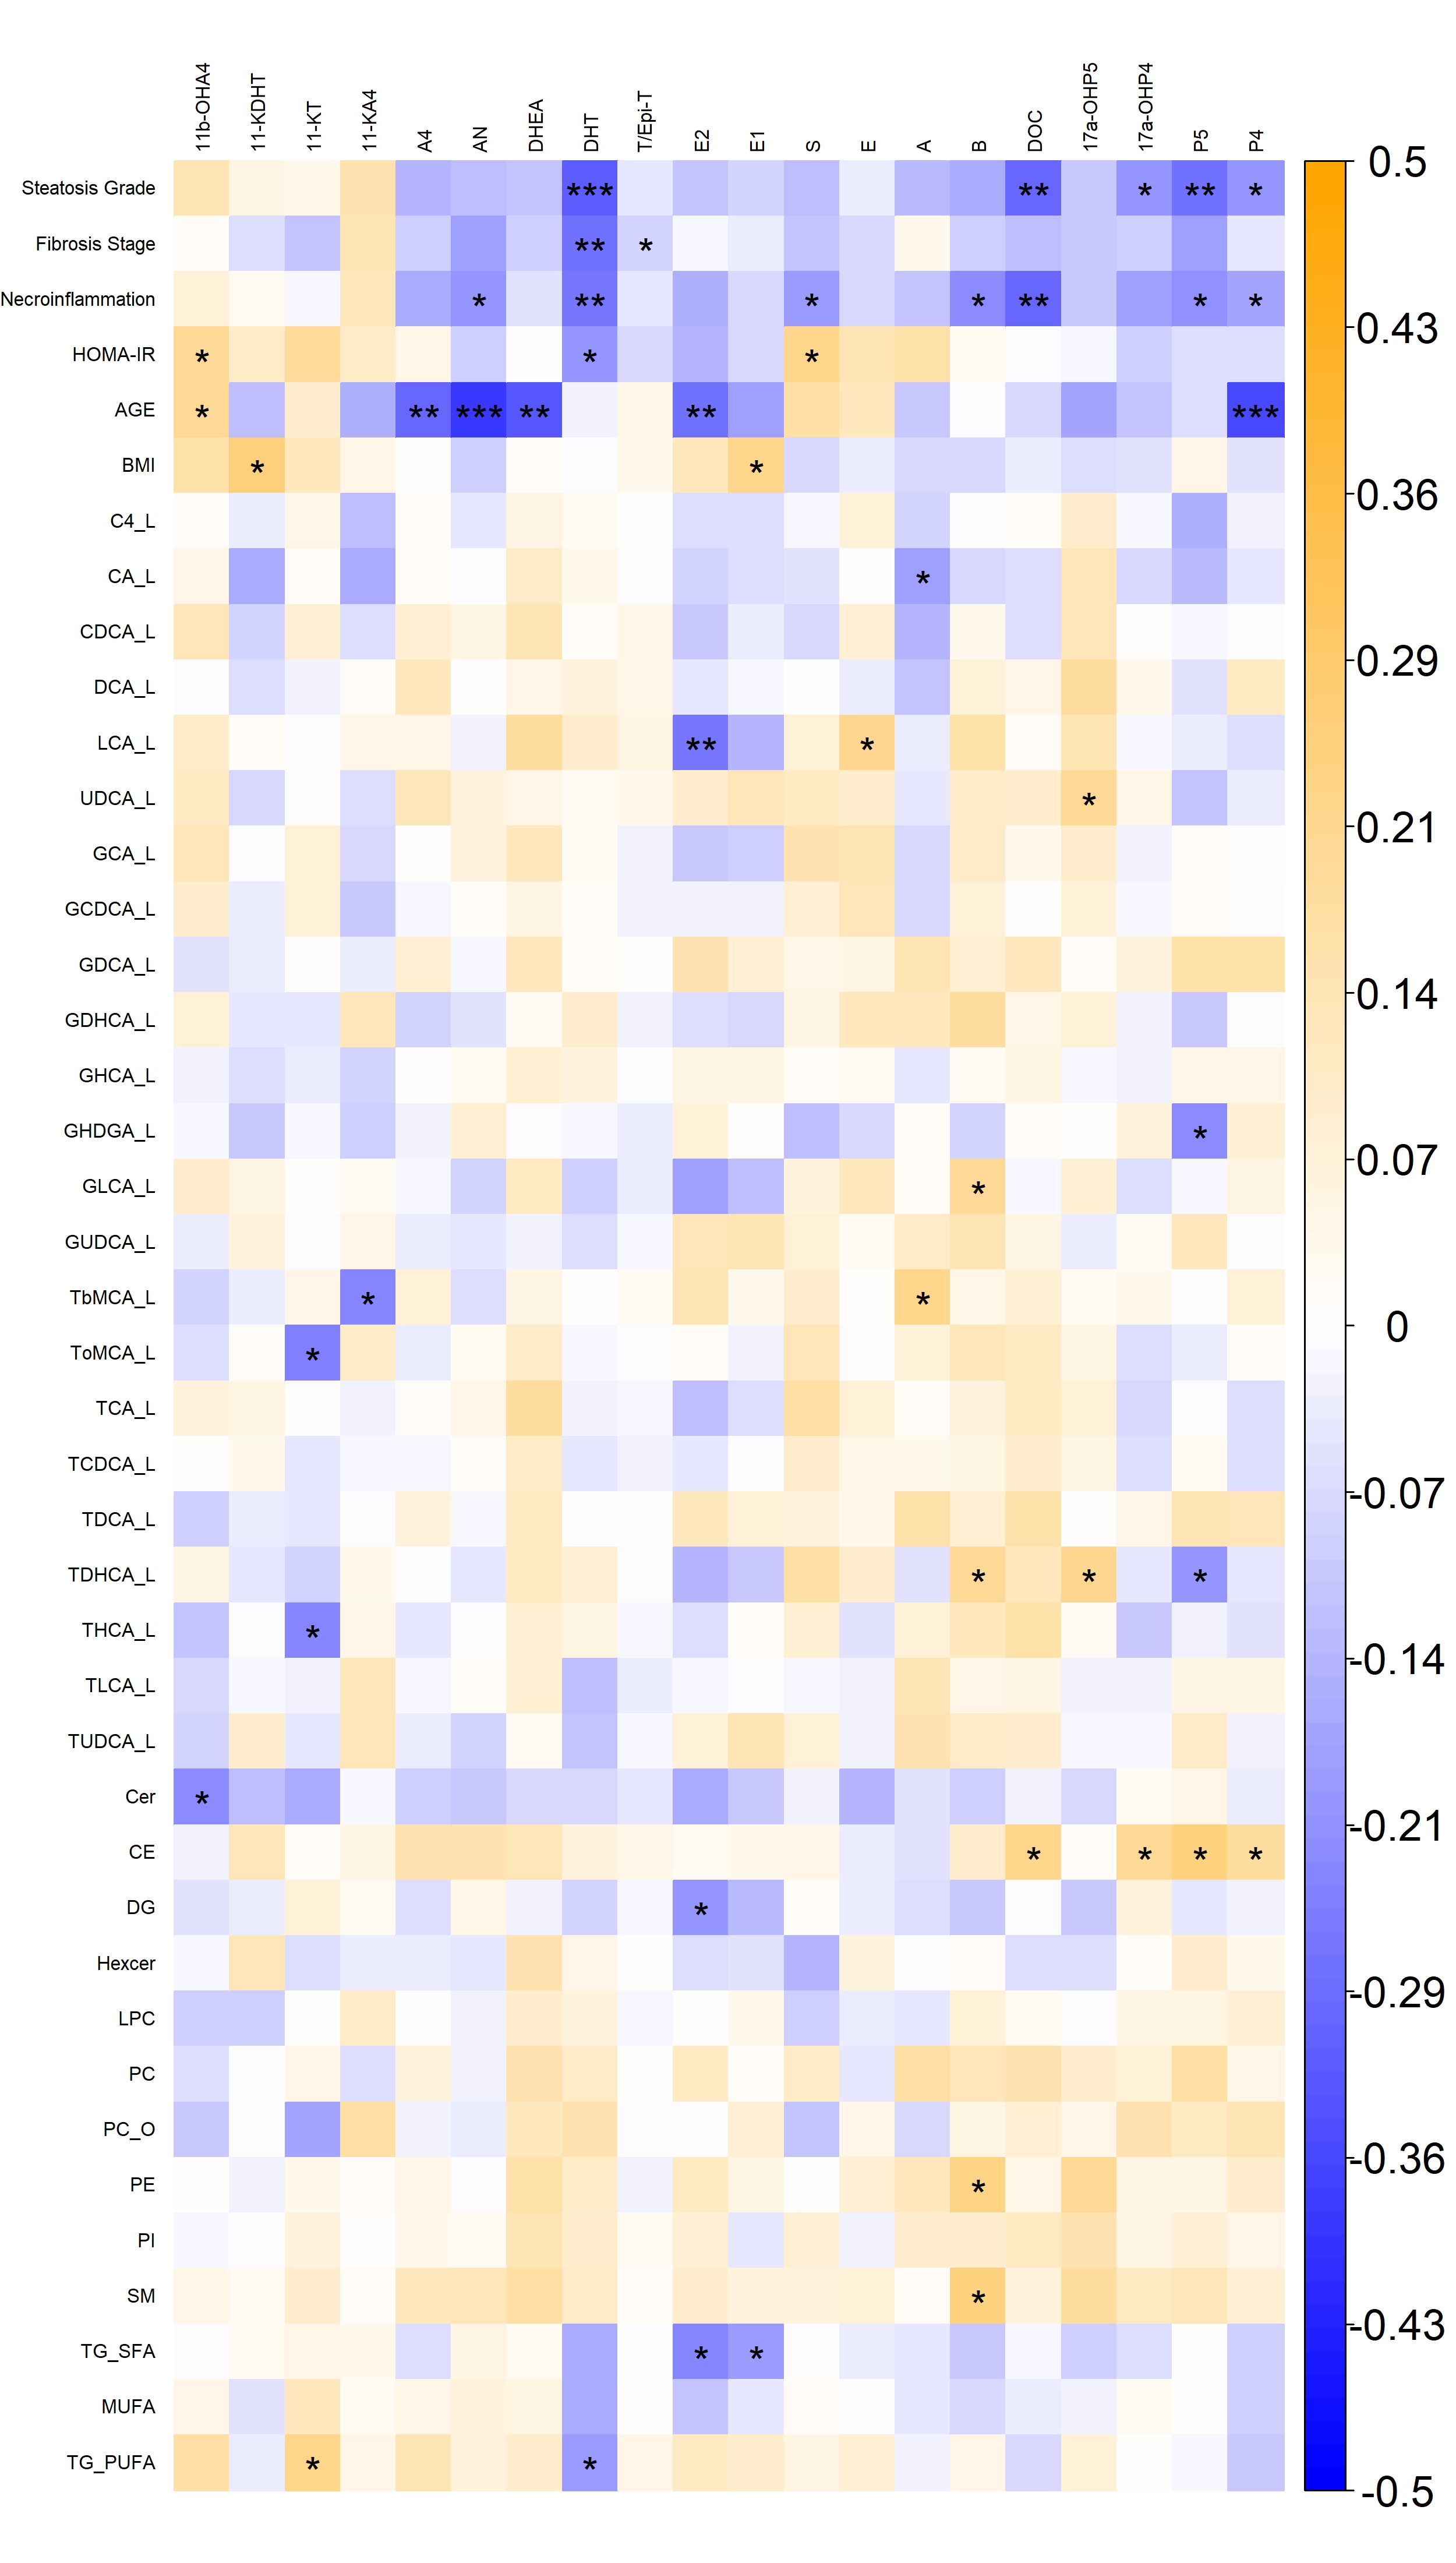 11b-OHA4 11-KDHT 11-KT 11-KA4 A4 AN DHEA DHT T/Epi-T E2 E1 S E A B DOC 17a-OHP5 17a-OHP4 P5 P4
Steatosis Grade *** ** * ** * 0.5
Fibrosis Stage ** *
Necroinflammation * ** * * ** * *
0.43
HOMA-IR * * *
AGE * ** *** ** ** ***
BMI * *
0.36
C4_L
CA_L *
CDCA_L
0.29
DCA_L
LCA_L ** *
UDCA_L *
0.21
GCA_L
GCDCA_L
GDCA_L
0.14
GDHCA_L
GHCA_L
GHDGA_L *
0.07
GLCA_L *
GUDCA_L
TbMCA_L * *
0
ToMCA_L *
TCA_L
TCDCA_L
-0.07
TDCA_L
TDHCA_L * * *
THCA_L *
-0.14
TLCA_L
TUDCA_L
Cer *
-0.21
CE * * * *
DG *
Hexcer
-0.29
LPC
PC
PC_O
-0.36
PE *
PI
SM *
-0.43
TG_SFA * *
MUFA
TG_PUFA * *
-0.5